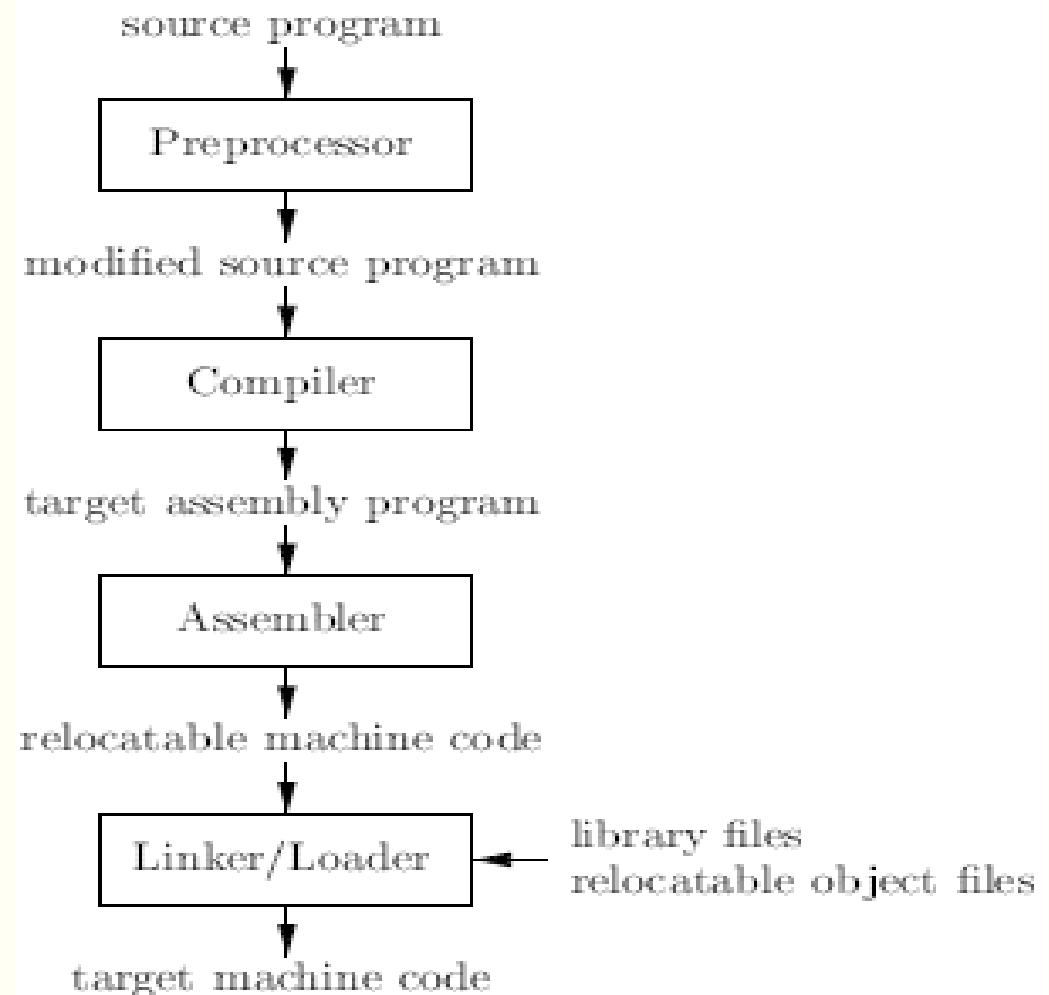 source program
Preprocessor
modified source program
Compiler
target assembly program
Assembler
relocatable machine code
Linker/Loader
library files
relocatable object files
target machine code